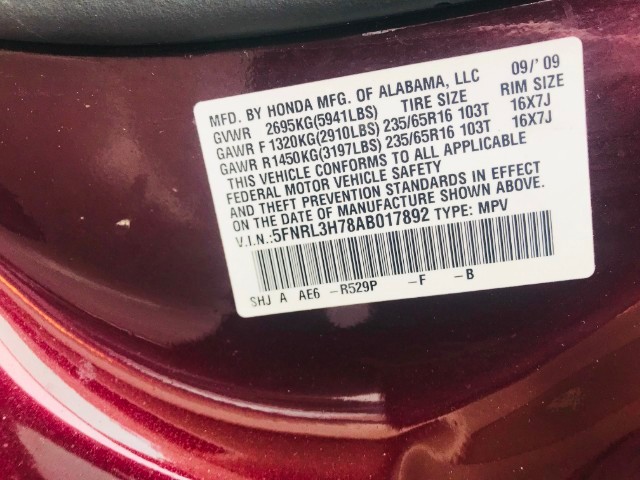 MFD. BY HONDA MFG. OF ALABAMA, LLC 09/'09
GVWR 2695KG(5941LBS) TIRE SIZE RIM SIZE
GAWR F 1320KG(2910LBS) 235/65R16 103T 16X7J
GAWR R1450KG(3197LBS) 235/65R16 103T 16X7J
THIS VEHICLE CONFORMS TO ALL APPLICABLE
FEDERAL MOTOR VEHICLE SAFETY
AND THEFT PREVENTION STANDARDS IN EFFECT
ON THE DATE OF MANUFACTURE SHOWN ABOVE.
V.I.N.:5FNRL3H78AB017892 TYPE: MPV
SHJ A AE6 -R529P -F -B